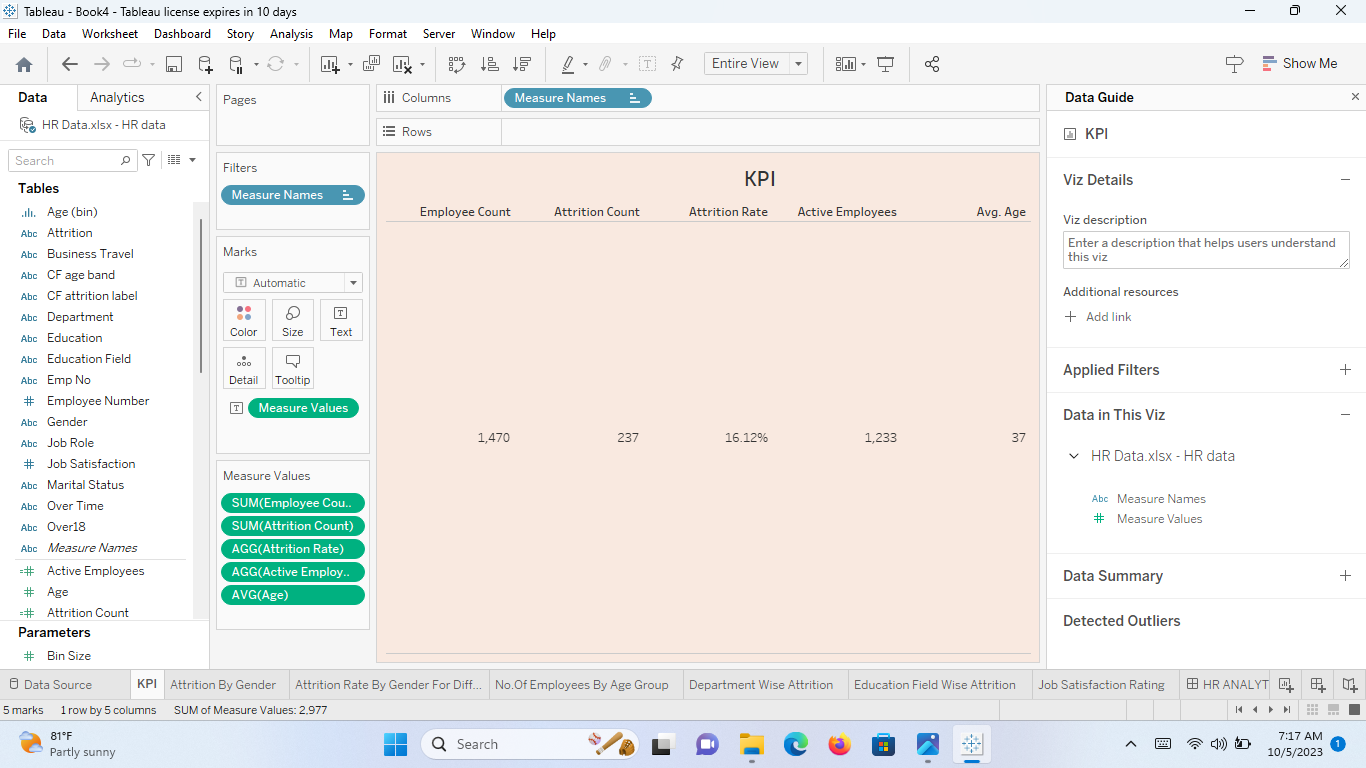 Tableau - Book4 - Tableau license expires in 10 days
File Data Worksheet Dashboard Story Analysis Map Format Server Window Help
Entire View
Show Me
Data Analytics
HR Data.xlsx - HR data
Search
Tables
Age (bin)
Abc Attrition
Abc Business Travel
Abc CF age band
Abc CF attrition label
Abc Department
Abc Education
Abc Education Field
Abc Emp No
# Employee Number
Abc Gender
Abc Job Role
# Job Satisfaction
Abc Marital Status
Abc Over Time
Abc Over18
Abc Measure Names
=# Active Employees
# Age
=# Attrition Count
Parameters
# Bin Size
Pages
Filters
Measure Names
Marks
T Automatic
Color Size T Text
Detail Tooltip
T Measure Values
Measure Values
SUM(Employee Cou..
SUM(Attrition Count)
AGG(Attrition Rate)
AGG(Active Employ..
AVG(Age)
Columns Measure Names
Rows
KPI
Employee Count Attrition Count Attrition Rate Active Employees Avg. Age
1,470 237 16.12% 1,233 37
Data Guide
KPI
Viz Details
Viz description
Enter a description that helps users understand
this viz
Additional resources
Add link
Applied Filters
Data in This Viz
HR Data.xlsx - HR data
Abc Measure Names
# Measure Values
Data Summary
Detected Outliers
Data Source KPI Attrition By Gender Attrition Rate By Gender For Diff... No.Of Employees By Age Group Department Wise Attrition Education Field Wise Attrition Job Satisfaction Rating HR ANALYT
5 marks 1 row by 5 columns SUM of Measure Values: 2,977
81°F
Partly sunny
Search
7:17 AM
10/5/2023
1